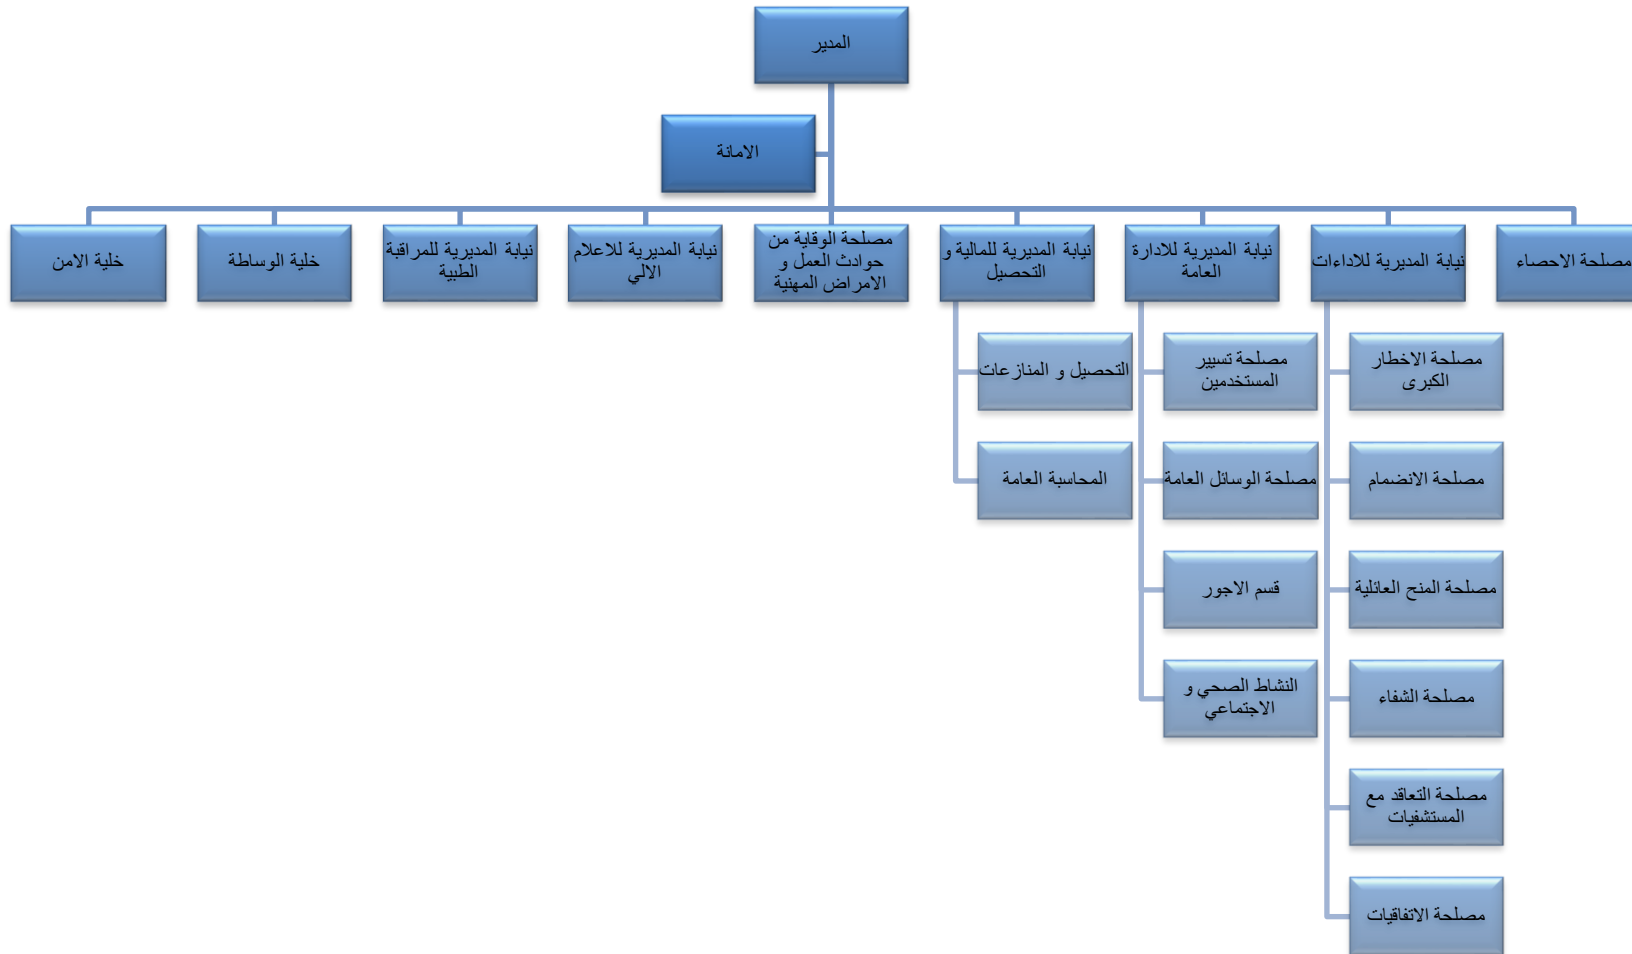 المدير
الامانة
مصلحة الاحصاء
نيابة المديرية للاداءات
نيابة المديرية للادارة
العامة
نيابة المديرية للمالية و
التحصيل
مصلحة الوقاية من
حوادث العمل و
الامراض المهنية
نيابة المديرية للاعلام
الالي
نيابة المديرية للمراقبة
الطبية
خلية الوساطة
خلية الامن
مصلحة الاخطار
الكبرى
مصلحة الانضمام
مصلحة المنح العائلية
مصلحة الشفاء
مصلحة التعاقد مع
المستشفيات
مصلحة الاتفاقيات
مصلحة تسيير
المستخدمين
مصلحة الوسائل العامة
قسم الاجور
النشاط الصحي و
الاجتماعي
التحصيل و المنازعات
المحاسبة العامة